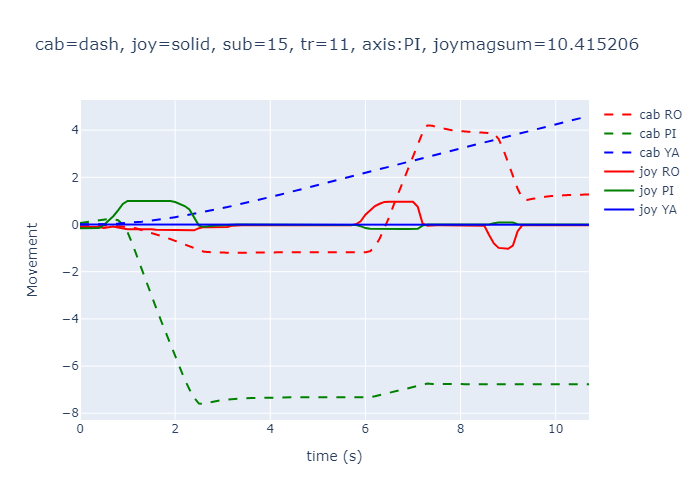 cab=dash, joy=solid, sub=15, tr=11, axis:PI, joymagsum=10.415206
cab RO
cab PI
cab YA
joy RO
joy PI
joy YA
Movement
4
2
0
−2
−4
−6
−8
0 2 4 6 8 10
time (s)